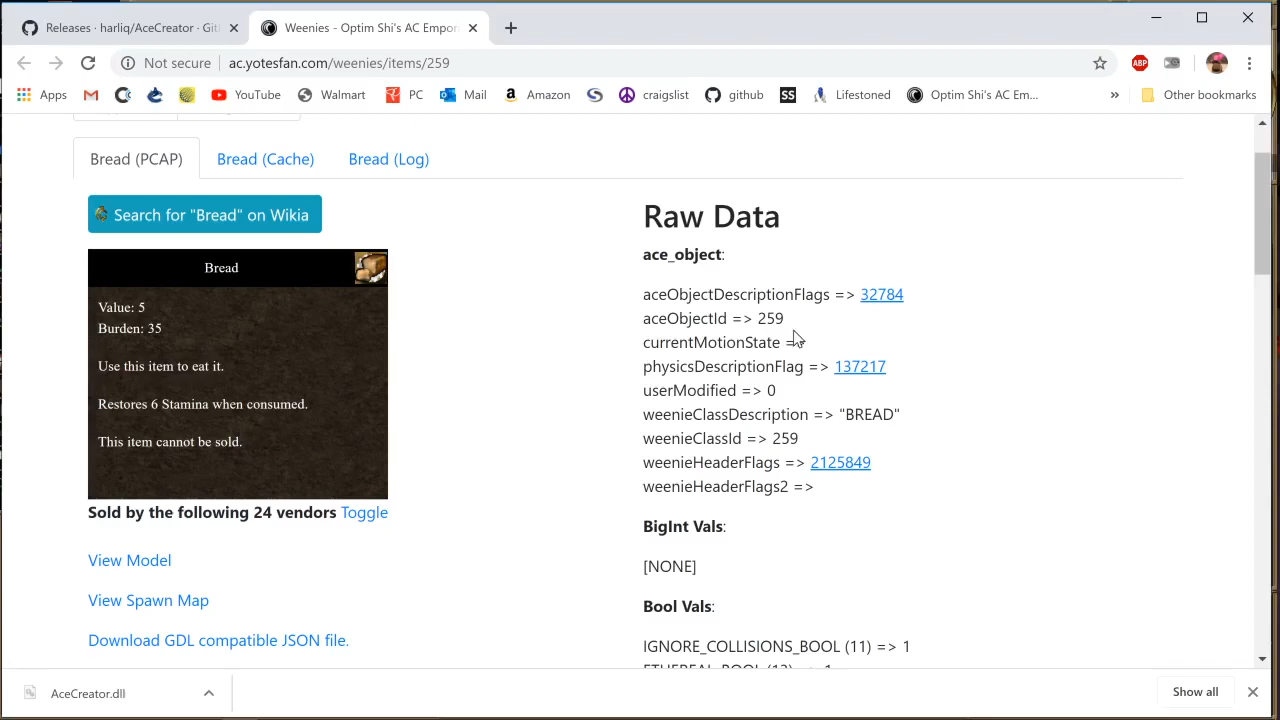 Releases · harliq/AceCreator · Git
Weenies - Optim Shi's AC Empor
Not secure
ac.yotesfan.com/weenies/items/259
ABP
Apps
YouTube
Walmart
PC
Mail
Amazon
craigslist
github
SS
Lifestoned
Optim Shi's AC Em...
»
Other bookmarks
Bread (PCAP)
Bread (Cache)
Bread (Log)
Search for "Bread" on Wikia
Bread
Value: 5
Burden: 35
Use this item to eat it.
Restores 6 Stamina when consumed.
This item cannot be sold.
Sold by the following 24 vendors Toggle
View Model
View Spawn Map
Download GDL compatible JSON file.
Raw Data
ace_object:
aceObjectDescriptionFlags => 32784
aceObjectId => 259
currentMotionState =>
physicsDescriptionFlag => 137217
userModified => 0
weenieClassDescription => "BREAD"
weenieClassId => 259
weenieHeaderFlags => 2125849
weenieHeaderFlags2 =>
BigInt Vals:
[NONE]
Bool Vals:
IGNORE_COLLISIONS_BOOL (11) => 1
ETHEREAL_BOOL (13) => 1
AceCreator.dll
Show all